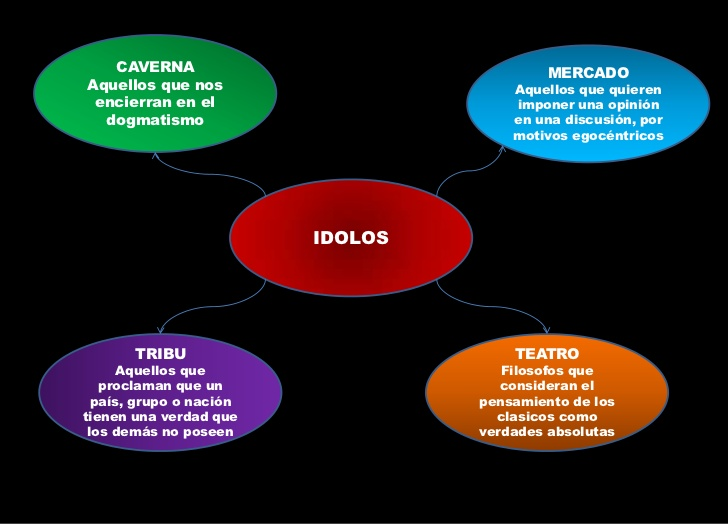 CAVERNA
Aquellos que nos
encierran en el
dogmatismo
MERCADO
Aquellos que quieren
imponer una opinión
en una discusión, por
motivos egocéntricos
IDOLOS
TRIBU
Aquellos que
proclaman que un
país, grupo o nación
tienen una verdad que
los demás no poseen
TEATRO
Filosofos que
consideran el
pensamiento de los
clasicos como
verdades absolutas